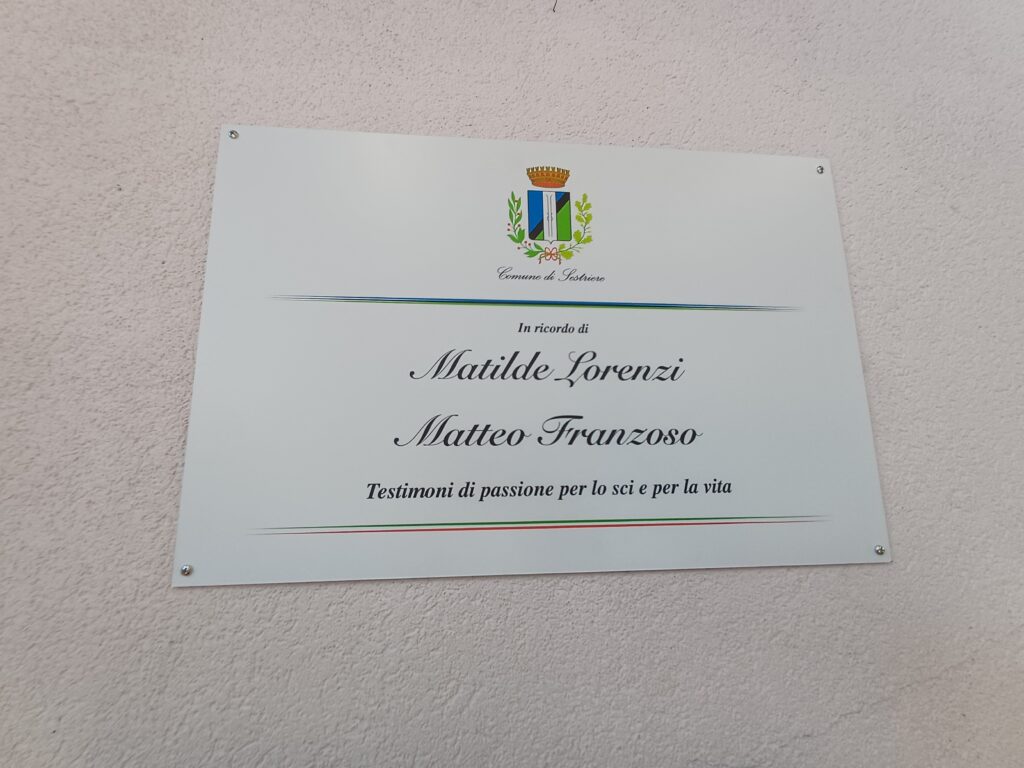 Comune di Sestriere
In ricordo di
Matilde Lorenzi
Matteo Franzoso
Testimoni di passione per lo sci e per la vita